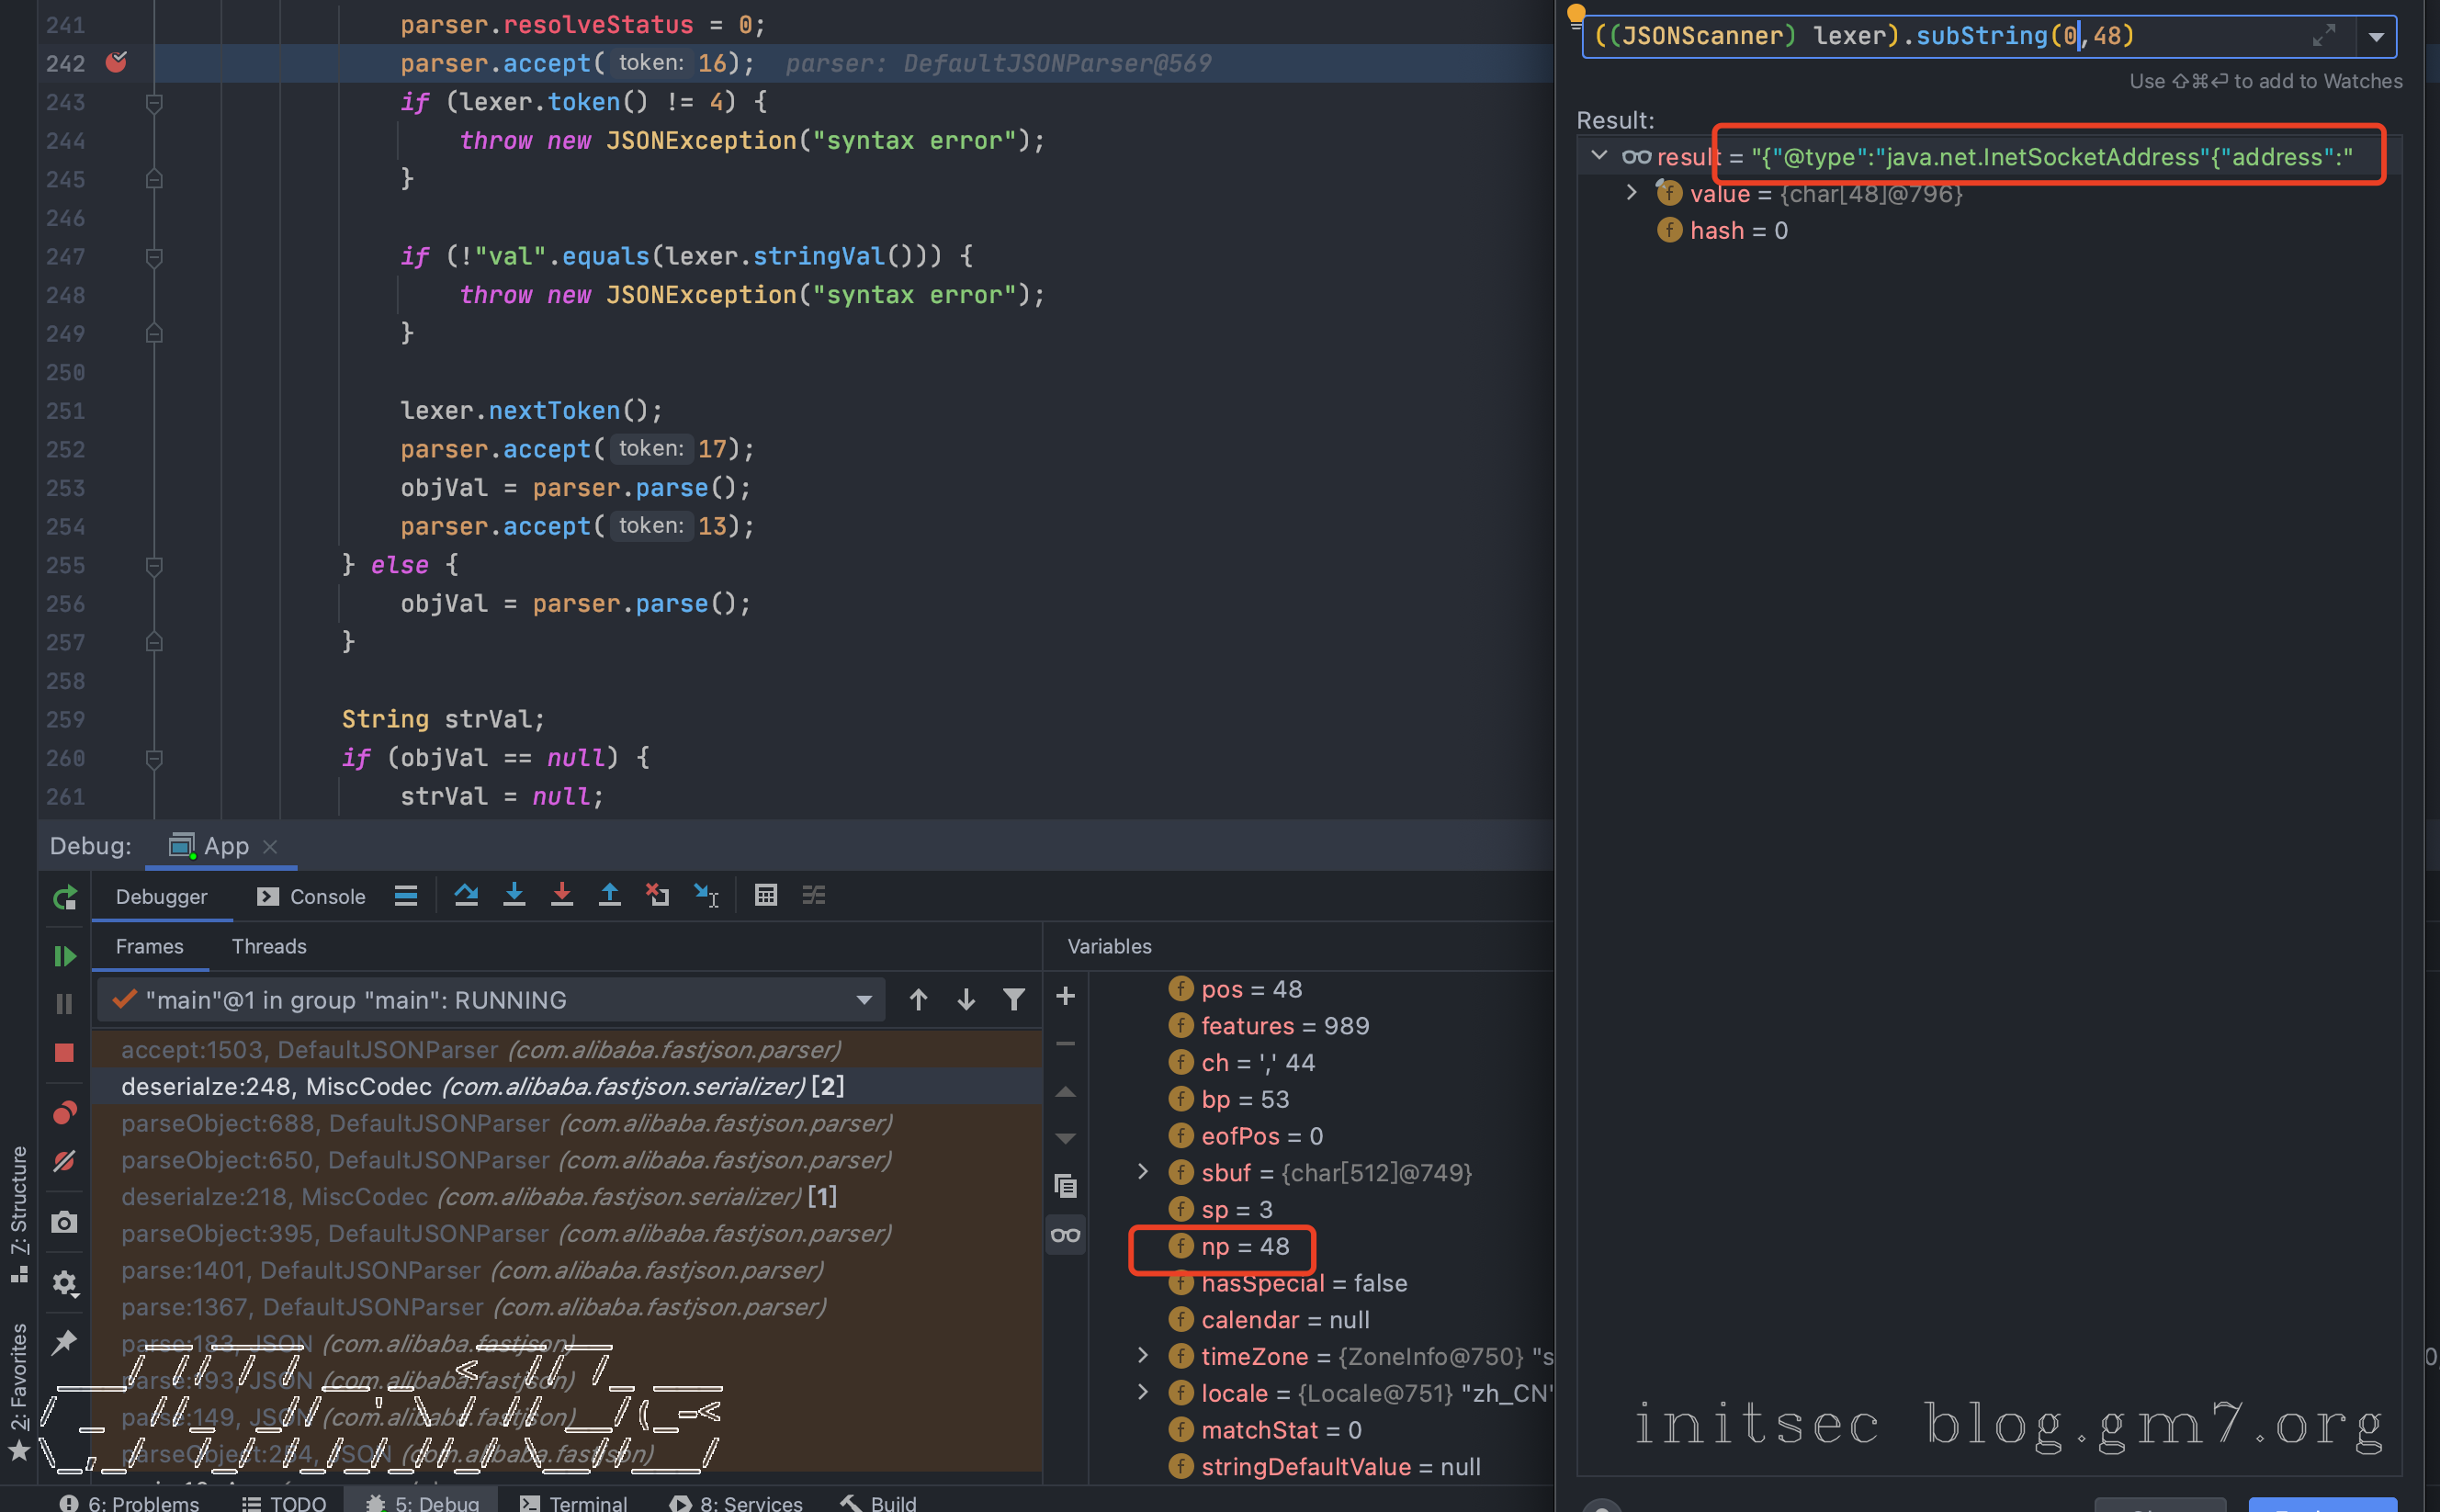 241 parser.resolveStatus = 0;
242 parser.accept( token: 16); parser: DefaultJSONParser@569
243 if (lexer.token() != 4) {
244 throw new JSONException("syntax error");
245 }
246
247 if (!"val".equals(lexer.stringVal())) {
248 throw new JSONException("syntax error");
249 }
250
251 lexer.nextToken();
252 parser.accept( token: 17);
253 objVal = parser.parse();
254 parser.accept( token: 13);
255 } else {
256 objVal = parser.parse();
257 }
258
259 String strVal;
260 if (objVal == null) {
261 strVal = null;
((JSONScanner) lexer).subString(0,48)
Use ⇧⌘⏎ to add to Watches
Result:
result = "{"@type":"java.net.InetSocketAddress"{"address":"
value = {char[48]@796}
hash = 0
Debug: App
Debugger Console
Frames Threads
"main"@1 in group "main": RUNNING
accept:1503, DefaultJSONParser (com.alibaba.fastjson.parser)
deserialze:248, MiscCodec (com.alibaba.fastjson.serializer) [2]
parseObject:688, DefaultJSONParser (com.alibaba.fastjson.parser)
parseObject:650, DefaultJSONParser (com.alibaba.fastjson.parser)
deserialze:218, MiscCodec (com.alibaba.fastjson.serializer) [1]
parseObject:395, DefaultJSONParser (com.alibaba.fastjson.parser)
parse:1401, DefaultJSONParser (com.alibaba.fastjson.parser)
parse:1367, DefaultJSONParser (com.alibaba.fastjson.parser)
parse:183, JSON (com.alibaba.fastjson)
parse:193, JSON (com.alibaba.fastjson)
parse:149, JSON (com.alibaba.fastjson)
parseObject:254, JSON (com.alibaba.fastjson)
Variables
pos = 48
features = 989
ch = ',' 44
bp = 53
eofPos = 0
sbuf = {char[512]@749}
sp = 3
np = 48
hasSpecial = false
calendar = null
timeZone = {ZoneInfo@750} "s
locale = {Locale@751} "zh_CN"
matchStat = 0
stringDefaultValue = null
initsec blog.gm7.org
7: Structure
2: Favorites
6: Problems TODO 5: Debug Terminal 8: Services Build